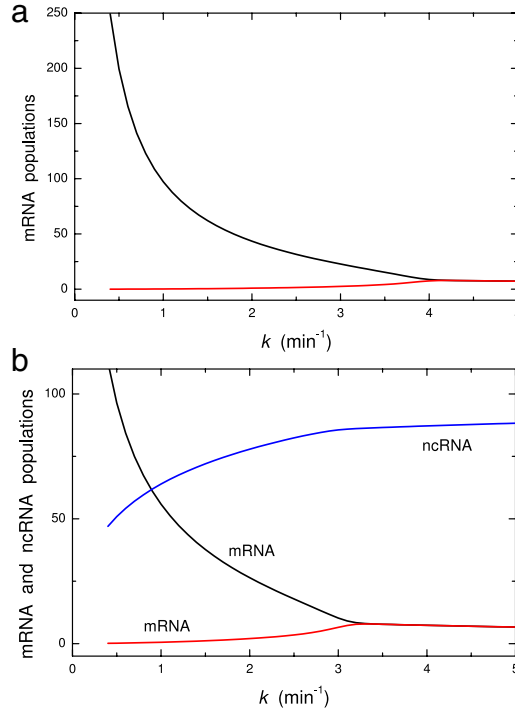 a
250
200
150
100
50
0
mRNA populations
0 1 2 3 4
k (min⁻¹)
b
100
50
0
mRNA and ncRNA populations
ncRNA
mRNA
mRNA
0 1 2 3 4 5
k (min⁻¹)